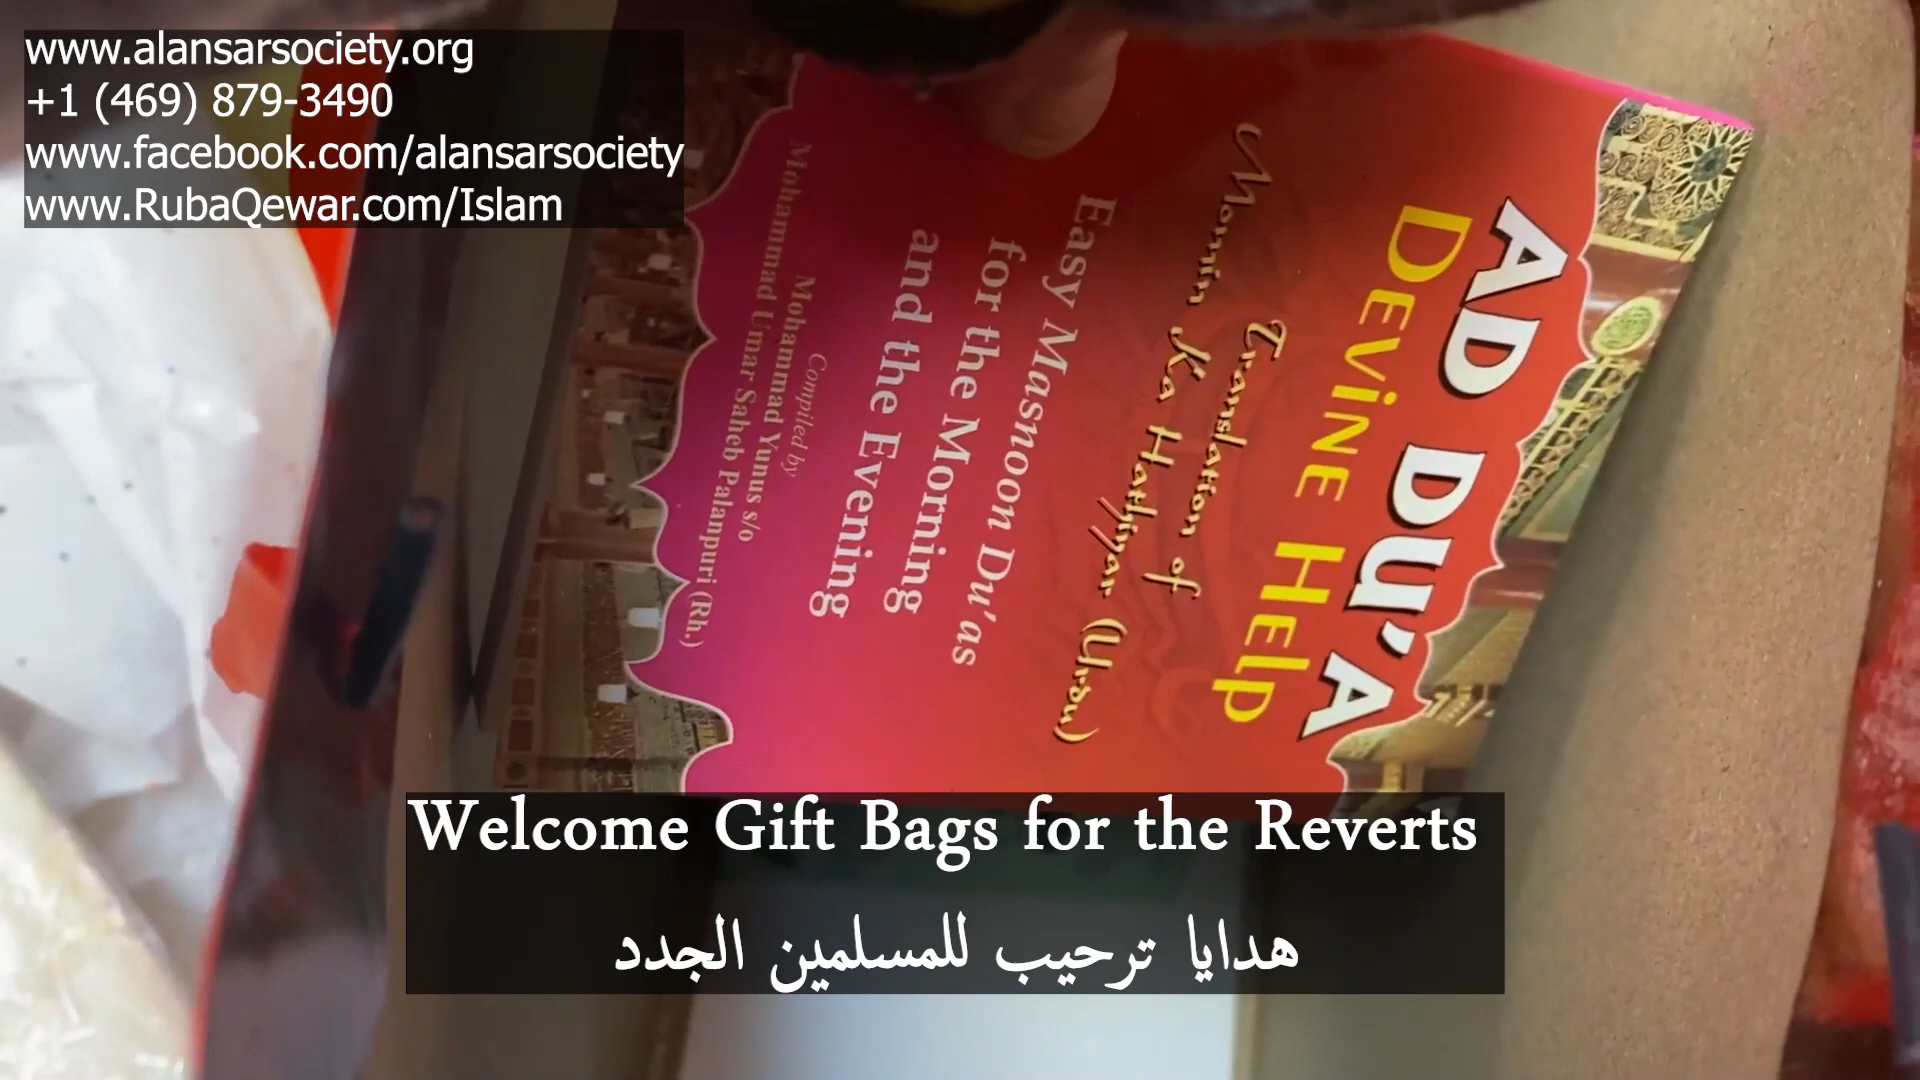 www.alansarsociety.org
+1 (469) 879-3490
www.facebook.com/alansarsociety
www.RubaQewar.com/Islam
AD DU'A
DEVINE HELP
Translation of
Momin Ka Hathiyar (Urdu)
Easy Masnoon Du'as
for the Morning
and the Evening
Compiled by
Mohammad Yunus s/o
Mohammad Umar Saheb Palanpuri (Rh.)
Welcome Gift Bags for the Reverts
هدايا ترحيب للمسلمين الجدد